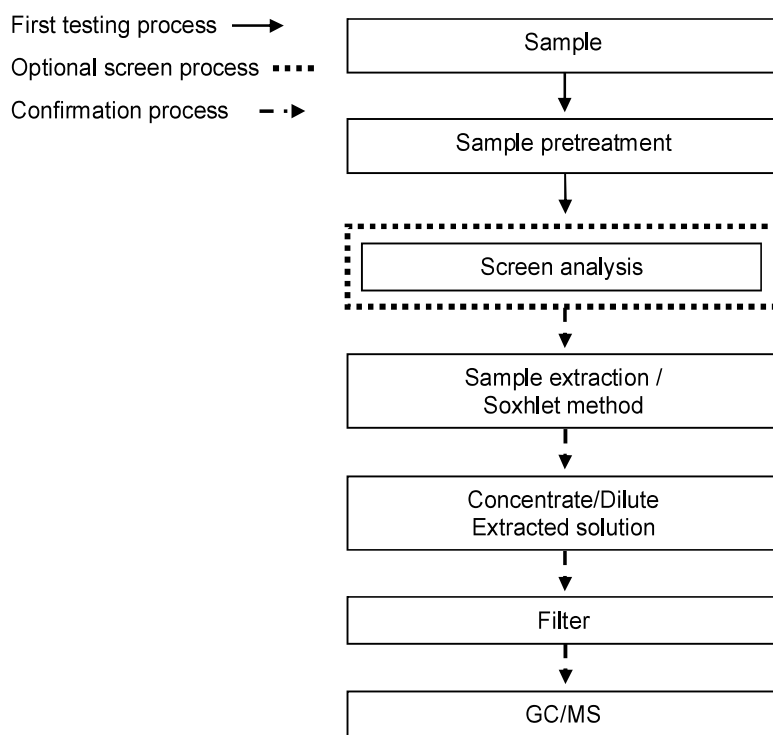 First testing process
Optional screen process
Confirmation process
Sample
Sample pretreatment
Screen analysis
Sample extraction /
Soxhlet method
Concentrate/Dilute
Extracted solution
Filter
GC/MS